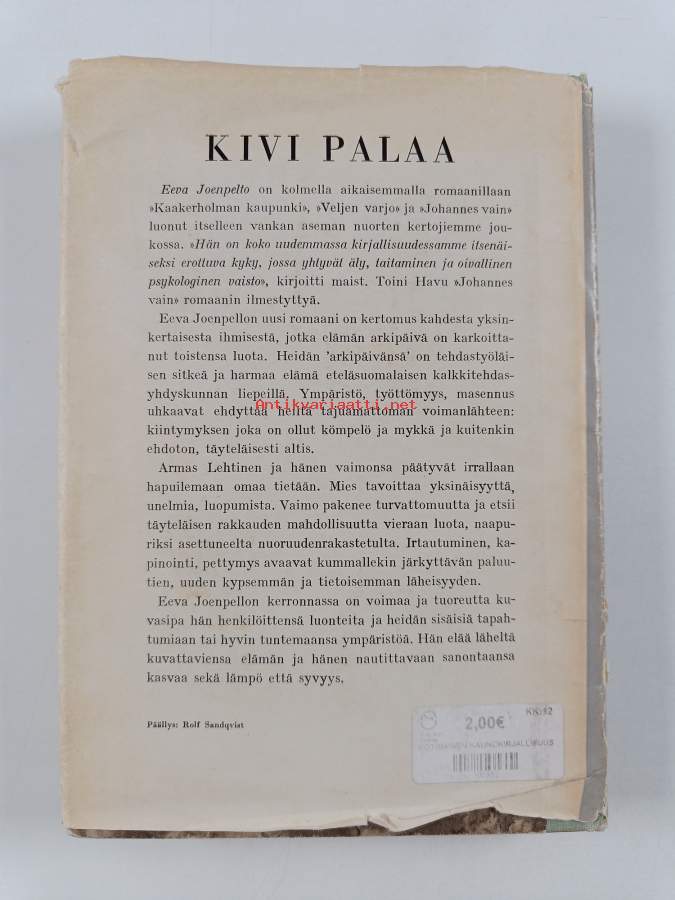 KIVI PALAA
Eeva Joenpelto on kolmella aikaisemmalla romaanillaan
»Kaakerholman kaupunki», »Veljen varjo» ja »Johannes vain»
luonut itselleen vankan aseman nuorten kertojiemme jou-
kossa. »Hän on koko uudemmassa kirjallisuudessamme itsenäi-
seksi erottuva kyky, jossa yhtyvät äly, taitaminen ja oivallinen
psykologinen vaisto», kirjoitti maist. Toini Havu »Johannes
vain» romaanin ilmestyttyä.
Eeva Joenpellon uusi romaani on kertomus kahdesta yksin-
kertaisesta ihmisestä, jotka elämän arkipäivä on karkoitta-
nut toistensa luota. Heidän 'arkipäivänsä' on tehdastyöläi-
sen sitkeä ja harmaa elämä eteläsuomalaisen kalkkitehdas-
yhdyskunnan liepeillä. Ympäristö, työttömyys, masennus
uhkaavat ehdyttää heiltä tajuamattoman voimanlähteen:
Antikvariaatti.net
kiintymyksen joka on ollut kömpelö ja mykkä ja kuitenkin
ehdoton, täyteläisesti altis.
Armas Lehtinen ja hänen vaimonsa päätyvät irrallaan
hapuilemaan omaa tietään. Mies tavoittaa yksinäisyyttä,
unelmia, luopumista. Vaimo pakenee turvattomuutta ja etsii
täyteläisen rakkauden mahdollisuutta vieraan luota, naapu-
riksi asettuneelta nuoruudenrakastetulta. Irtautuminen, ka-
pinointi, pettymys avaavat kummallekin järkyttävän paluu-
tien, uuden kypsemmän ja tietoisemman läheisyyden.
Eeva Joenpellon kerronnassa on voimaa ja tuoreutta ku-
vasipa hän henkilöittensä luonteita ja heidän sisäisiä tapah-
tumiaan tai hyvin tuntemaansa ympäristöä. Hän elää läheltä
kuvattaviensa elämän ja hänen nautittavaan sanontaansa
kasvaa sekä lämpö että syvyys.
Päällys: Rolf Sandqvist
2,00€
KK:12
KOTIMAINEN KAUNOKIRJALLISUUS